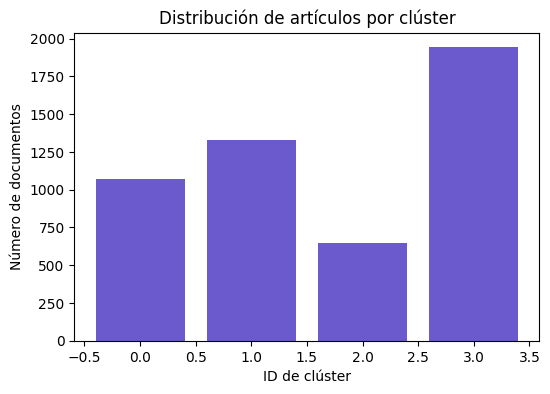 Distribución de artículos por clúster
Número de documentos
2000
1750
1500
1250
1000
750
500
250
0
−0.5 0.0 0.5 1.0 1.5 2.0 2.5 3.0 3.5
ID de clúster